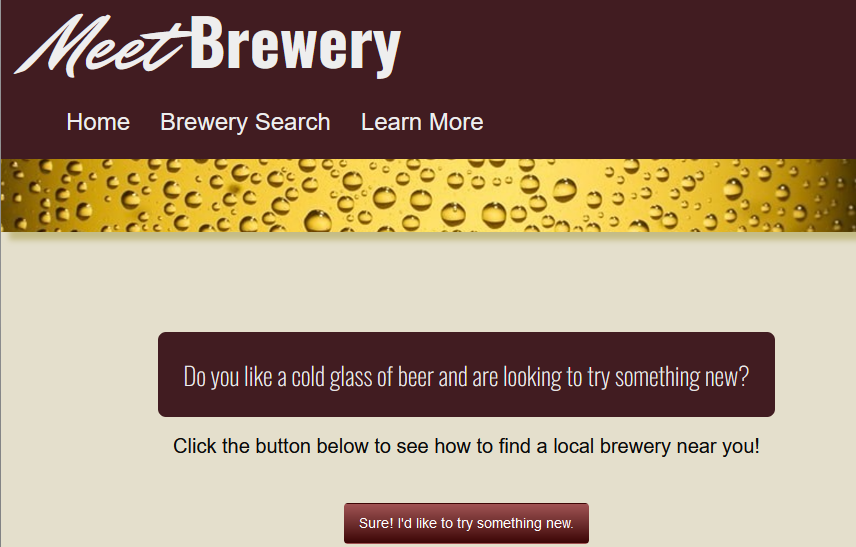 Meet Brewery
Home Brewery Search Learn More
Do you like a cold glass of beer and are looking to try something new?
Click the button below to see how to find a local brewery near you!
Sure! I'd like to try something new.